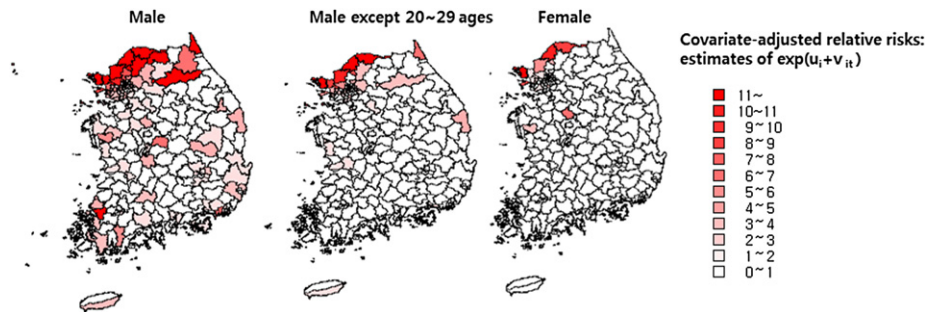 Male
Male except 20~29 ages
Female
Covariate-adjusted relative risks:
estimates of exp(uᵢ+vᵢₜ)
11~
10~11
9~10
8~9
7~8
6~7
5~6
4~5
3~4
2~3
1~2
0~1